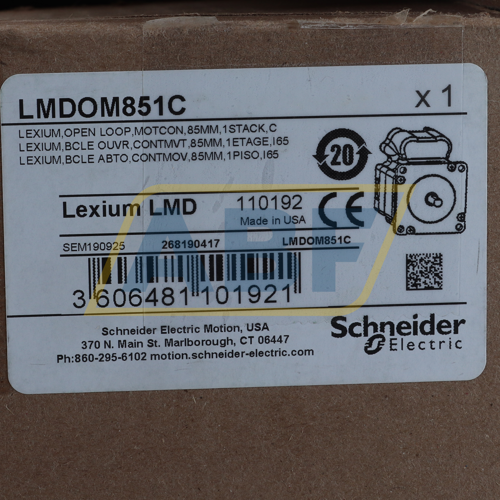 LMDOM851C x 1
LEXIUM,OPEN LOOP,MOTCON,85MM,1STACK,C
LEXIUM,BCLE OUVR,CONTMVT,85MM,1ETAGE,I65
LEXIUM,BCLE ABTO,CONTMOV,85MM,1PISO,I65
20
Lexium LMD 110192
Made in USA
CE
SEM190925 268190417 LMDOM851C
APF
3 606481 101921
Schneider Electric Motion, USA
370 N. Main St. Marlborough, CT 06447
Ph:860-295-6102 motion.schneider-electric.com
Schneider
Electric